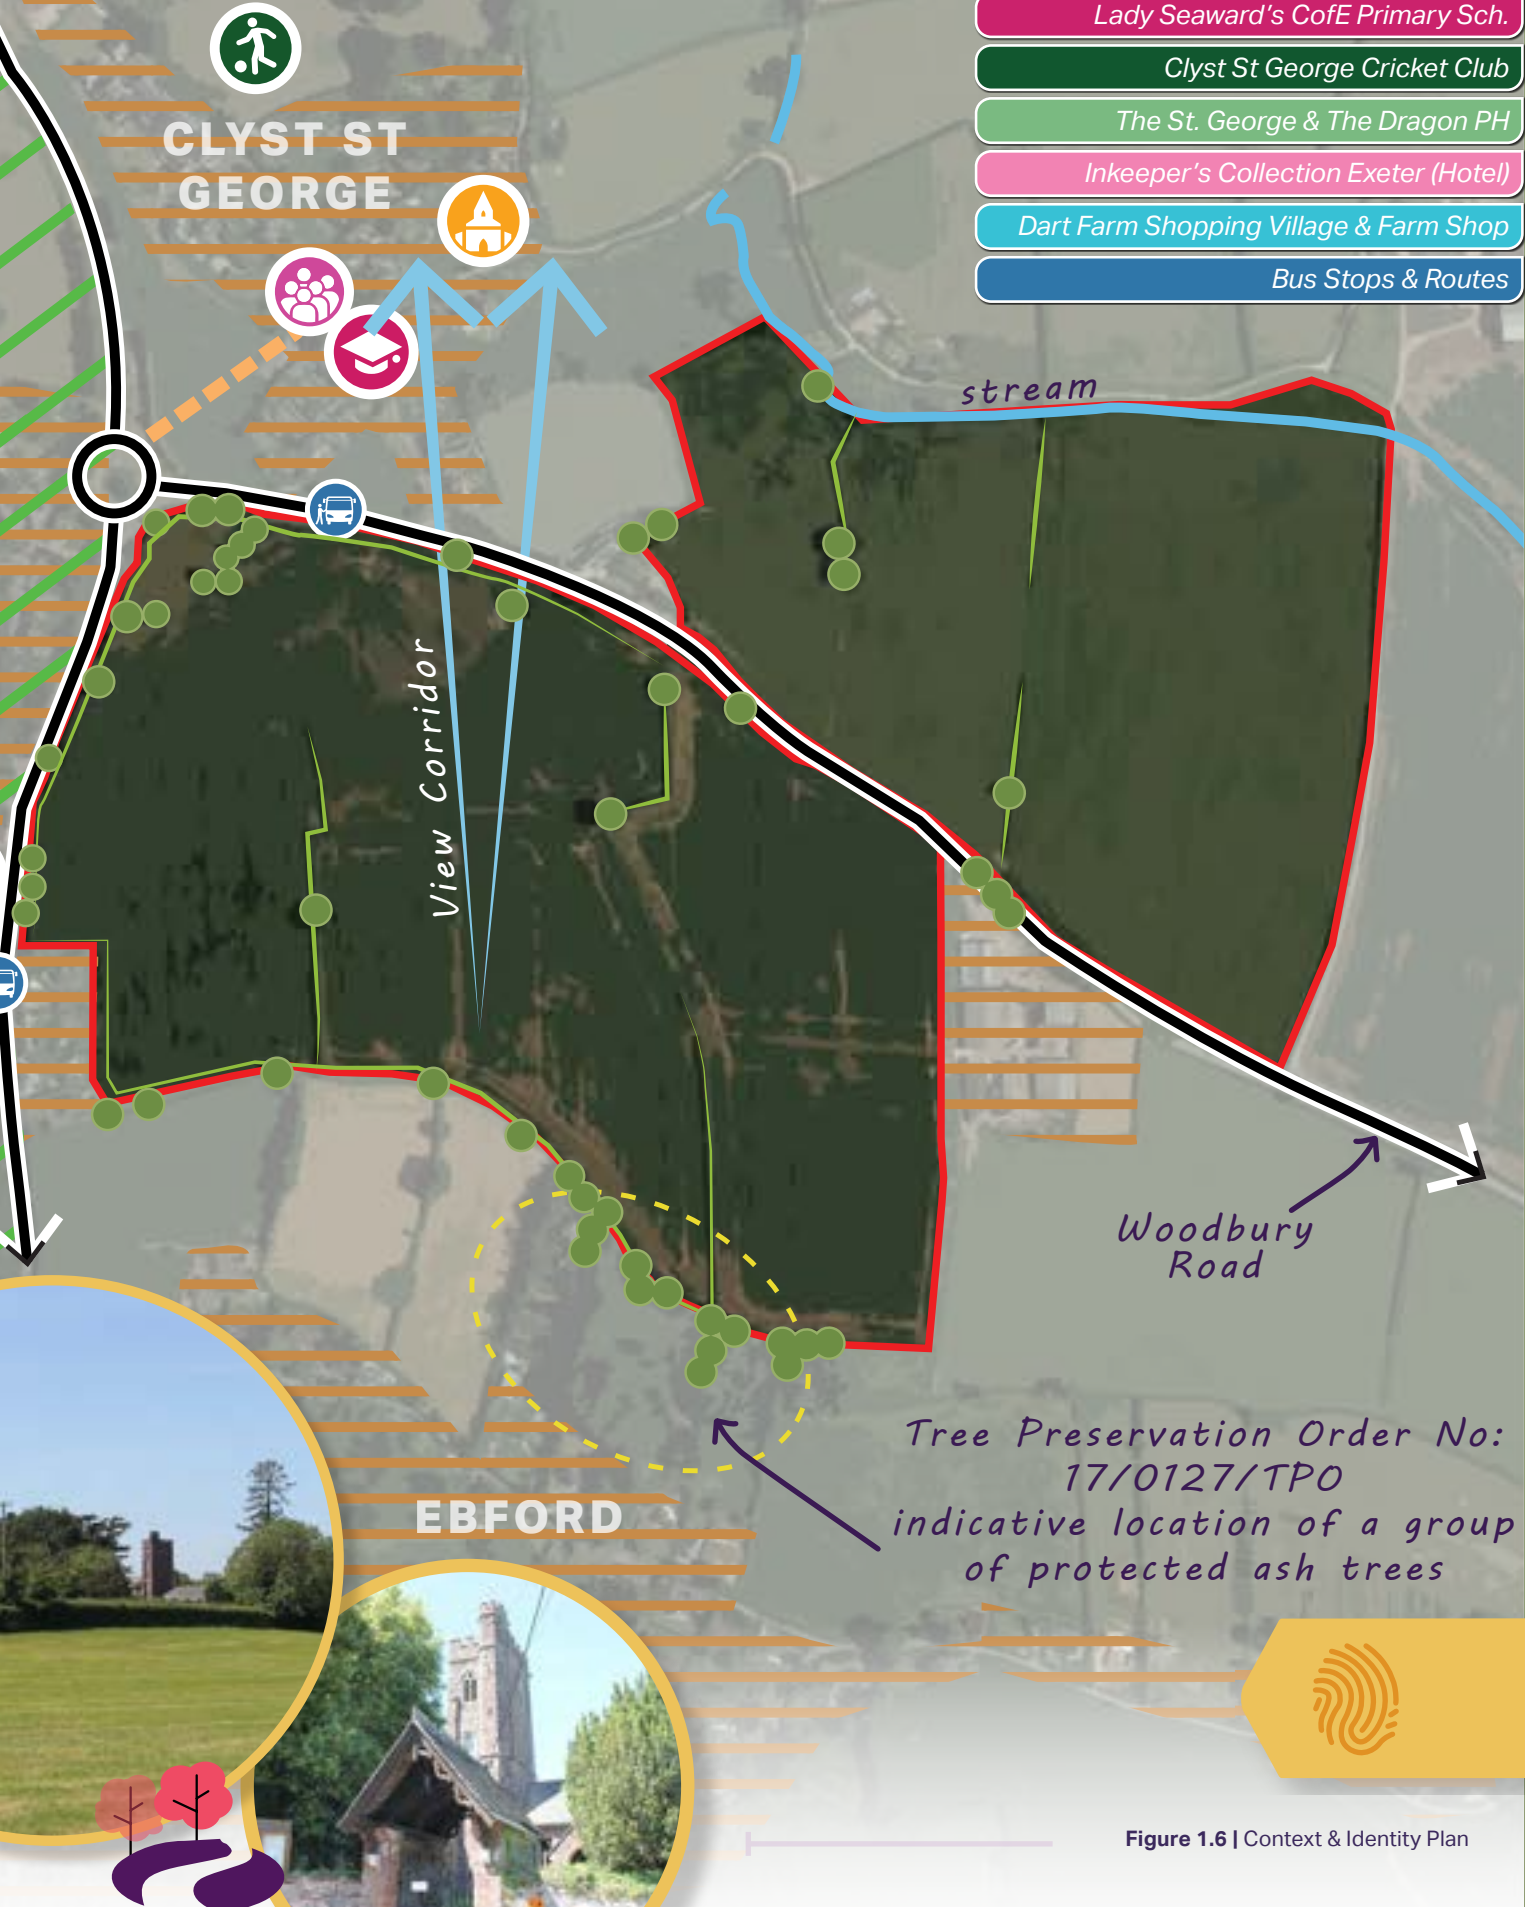 Lady Seaward's CofE Primary Sch.
Clyst St George Cricket Club
The St. George & The Dragon PH
Inkeeper's Collection Exeter (Hotel)
Dart Farm Shopping Village & Farm Shop
Bus Stops & Routes
CLYST ST
GEORGE
stream
View Corridor
Woodbury
Road
Tree Preservation Order No:
17/0127/TPO
indicative location of a group
of protected ash trees
EBFORD
Figure 1.6 | Context & Identity Plan